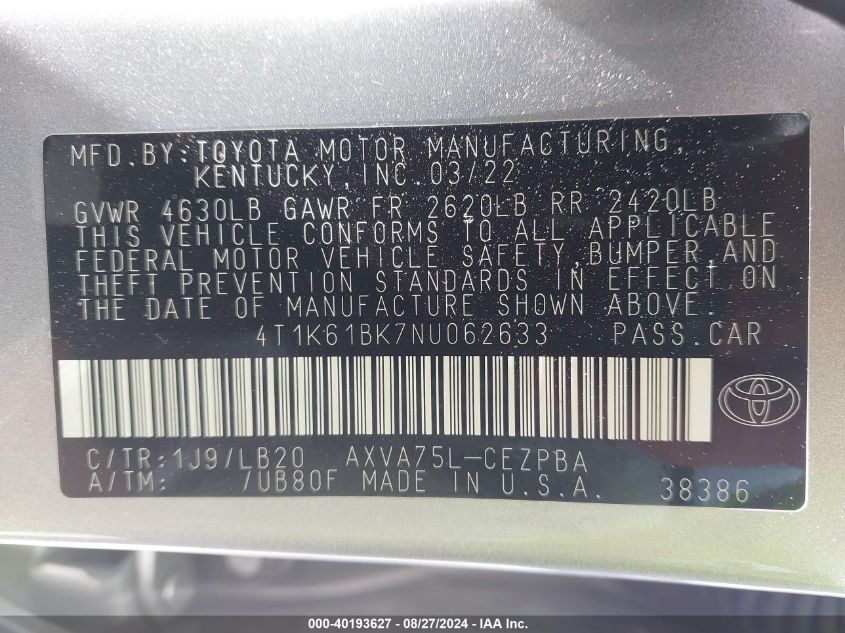 MFD. BY: TOYOTA MOTOR MANUFACTURING,
KENTUCKY, INC. 03/22
GVWR 4630LB GAWR FR 2620LB RR 2420LB
THIS VEHICLE CONFORMS TO ALL APPLICABLE
FEDERAL MOTOR VEHICLE SAFETY, BUMPER, AND
THEFT PREVENTION STANDARDS IN EFFECT ON
THE DATE OF MANUFACTURE SHOWN ABOVE.
4T1K61BK7NU062633 PASS. CAR
C/TR: 1J9/LB20 AXVA75L-CEZPBA
A/TM: /UB80F MADE IN U.S.A. 38386
000-40193627 - 08/27/2024 - IAA Inc.